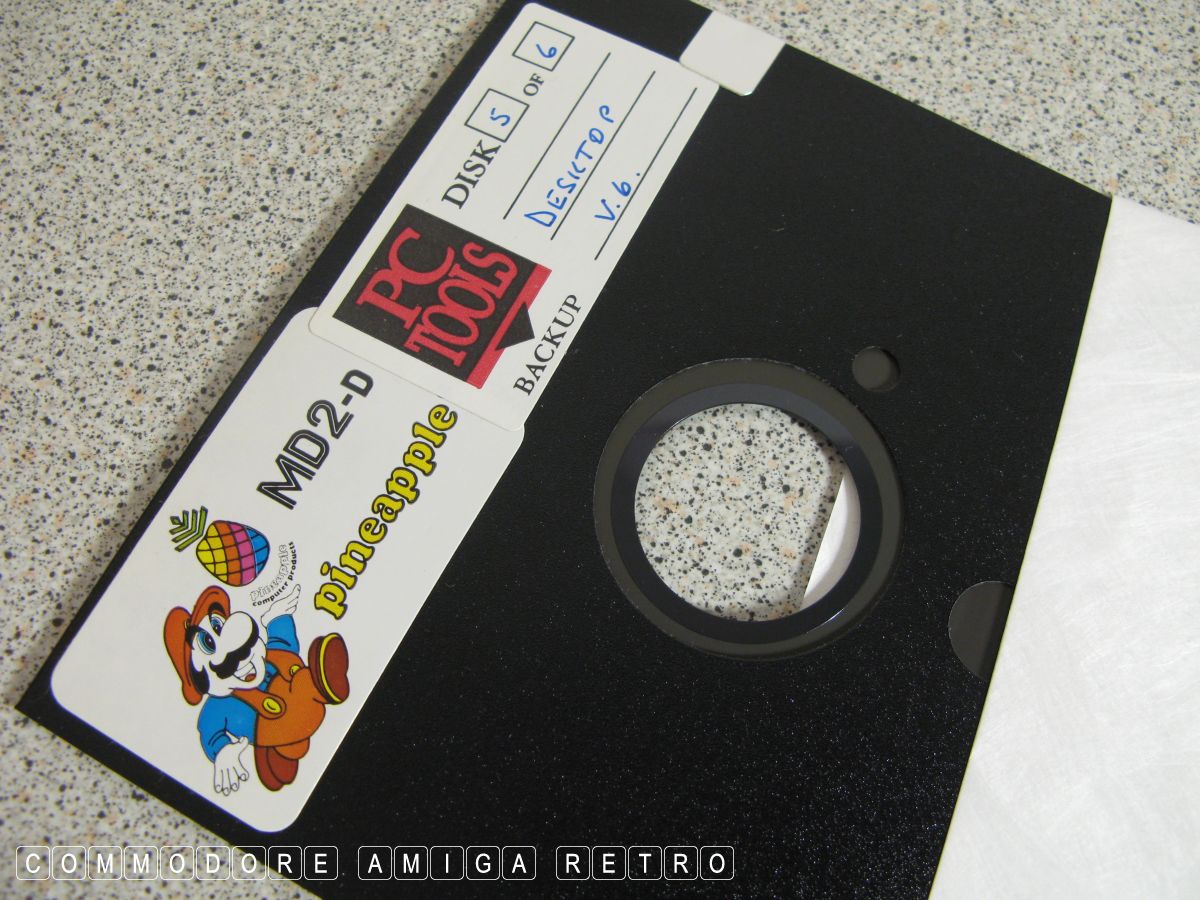 DISK 5 OF 6
DESKTOP
V.6.
PC
TOOLS
BACKUP
MD2-D
pineapple
pineapple
computer products
COMMODORE AMIGA RETRO